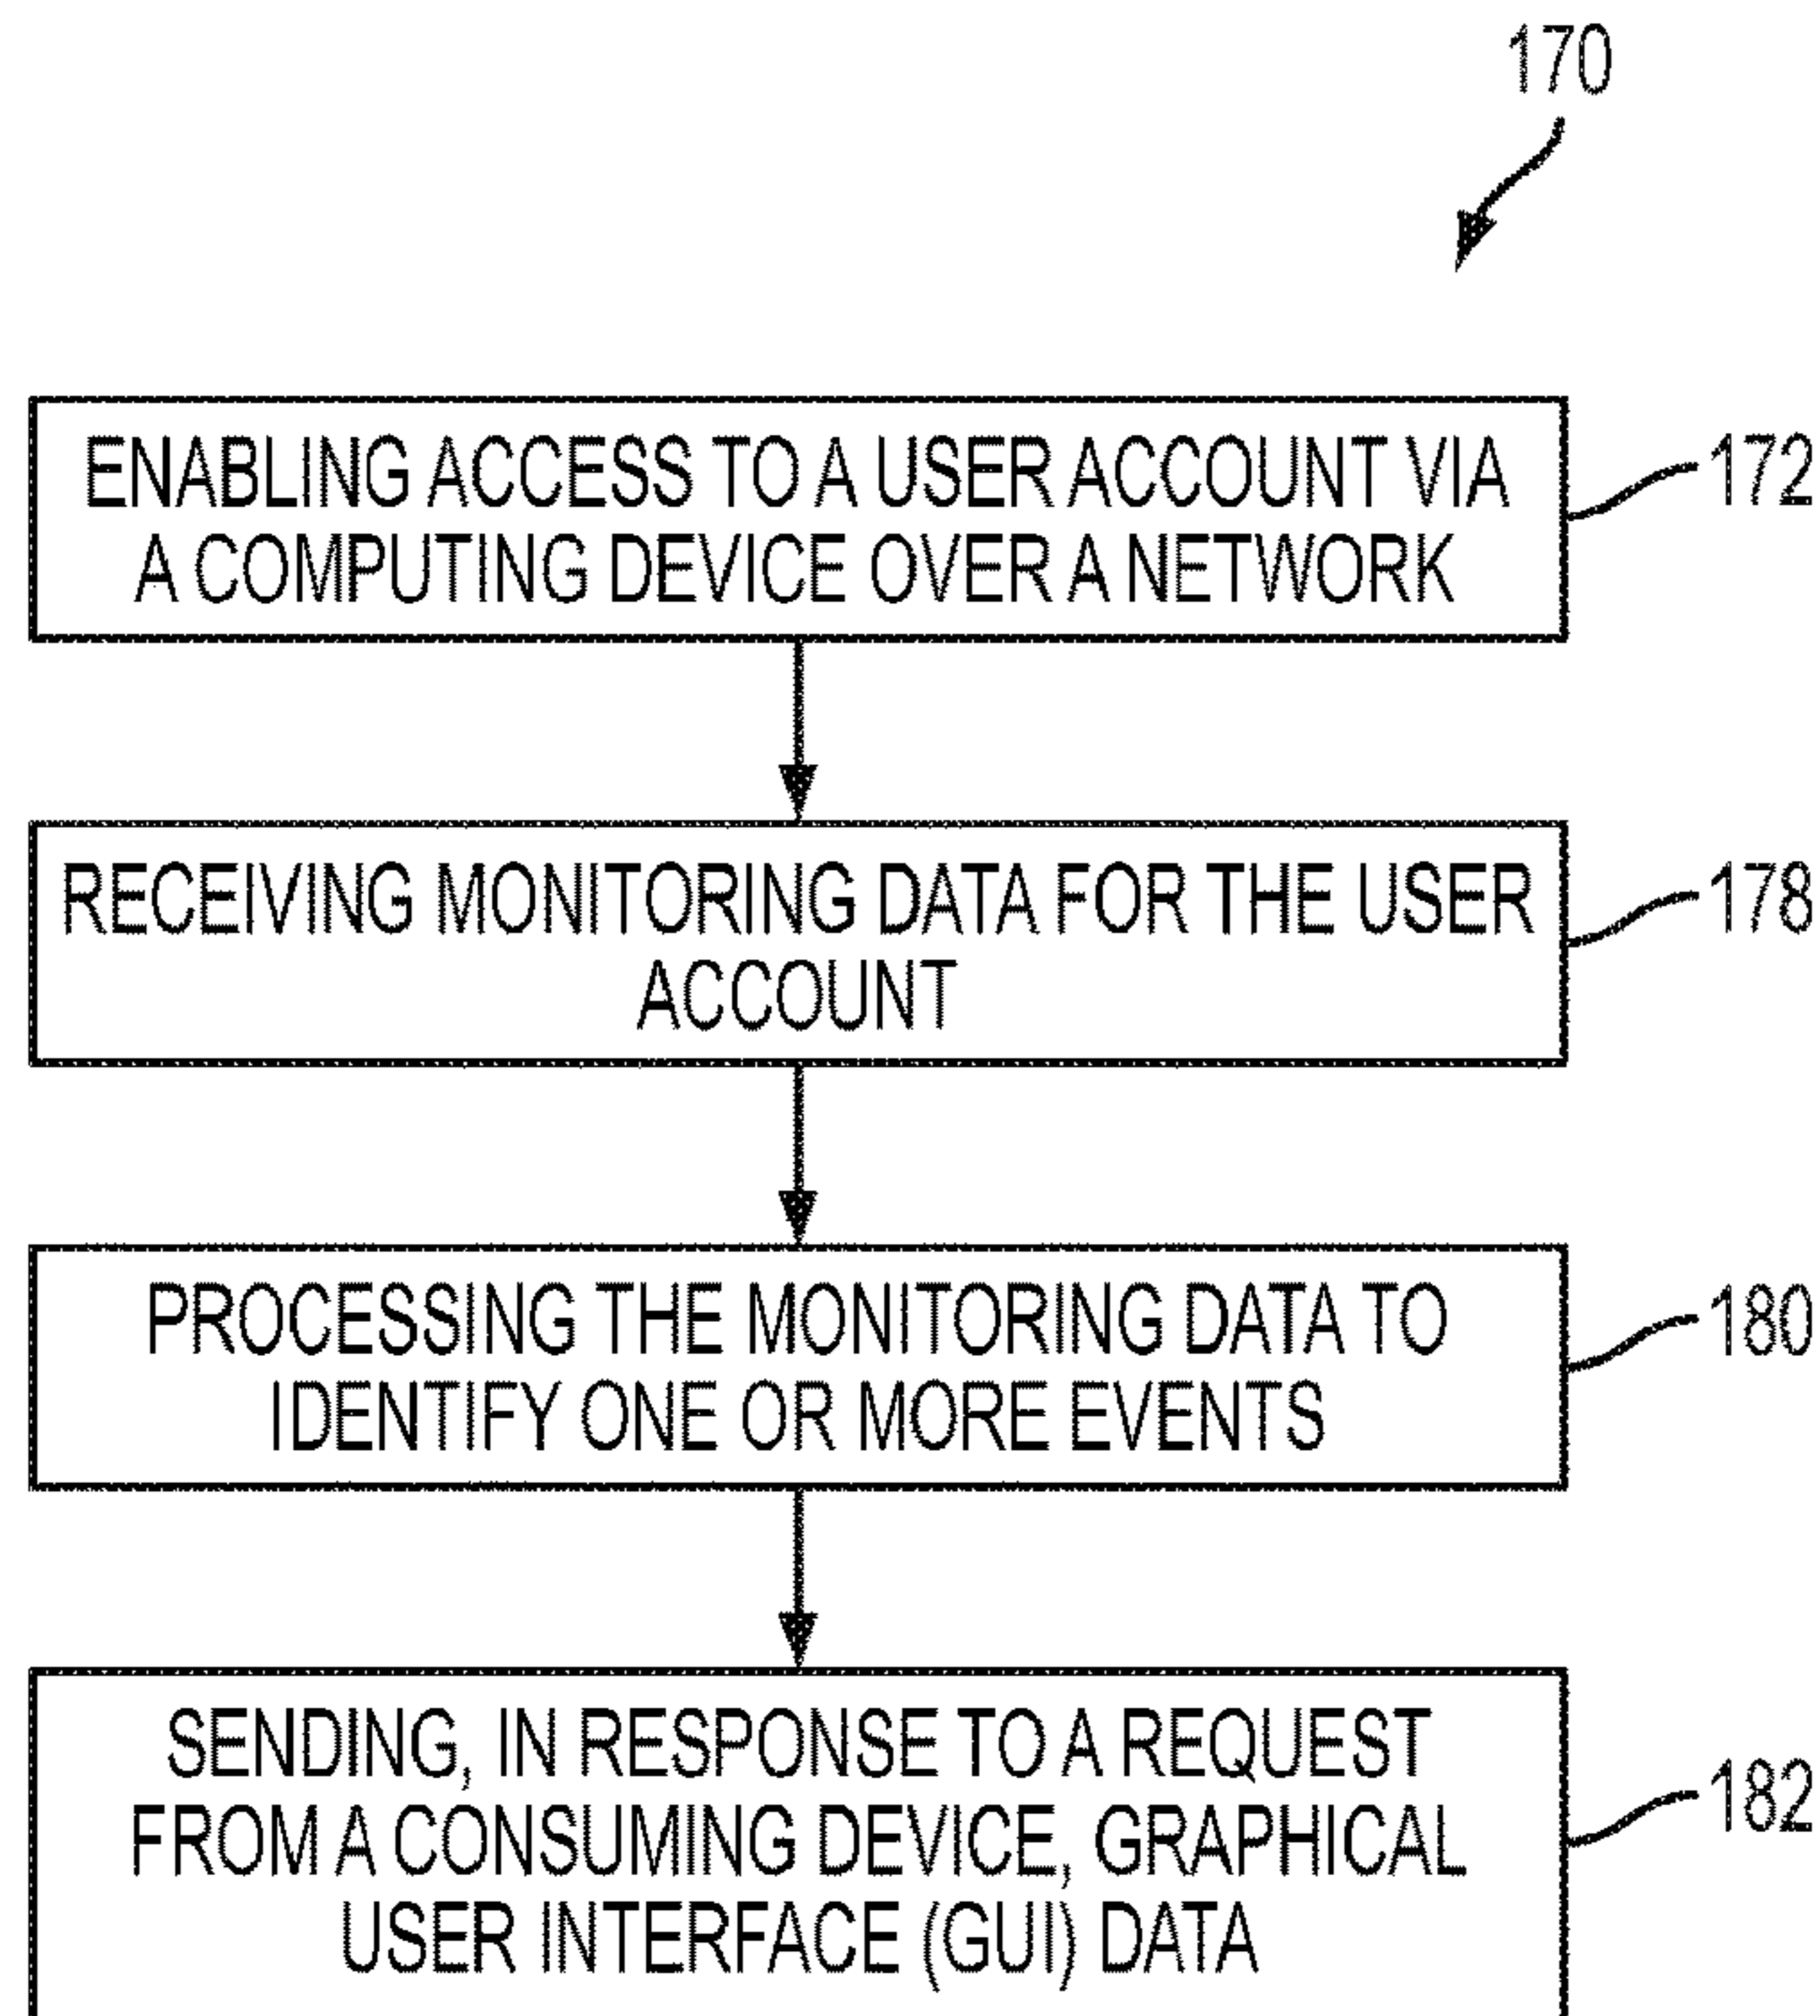 170
ENABLING ACCESS TO A USER ACCOUNT VIA
A COMPUTING DEVICE OVER A NETWORK
172
RECEIVING MONITORING DATA FOR THE USER
ACCOUNT
178
PROCESSING THE MONITORING DATA TO
IDENTIFY ONE OR MORE EVENTS
180
SENDING, IN RESPONSE TO A REQUEST
FROM A CONSUMING DEVICE, GRAPHICAL
USER INTERFACE (GUI) DATA
182